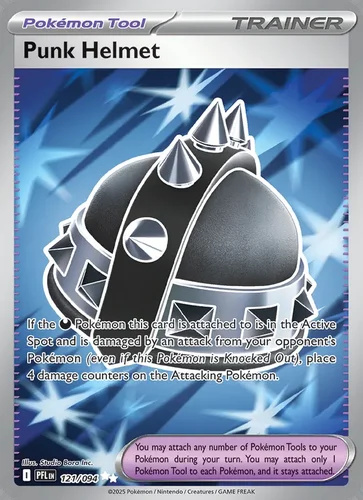 Pokémon Tool TRAINER
Punk Helmet
If the Pokémon this card is attached to is in the Active
Spot and is damaged by an attack from your opponent's
Pokémon (even if this Pokémon is Knocked Out), place
4 damage counters on the Attacking Pokémon.
You may attach any number of Pokémon Tools to your
Pokémon during your turn. You may attach only 1
Pokémon Tool to each Pokémon, and it stays attached.
Illus. Studio Bora Inc.
I PFL EN 121/094
©2025 Pokémon / Nintendo / Creatures / GAME FREAK